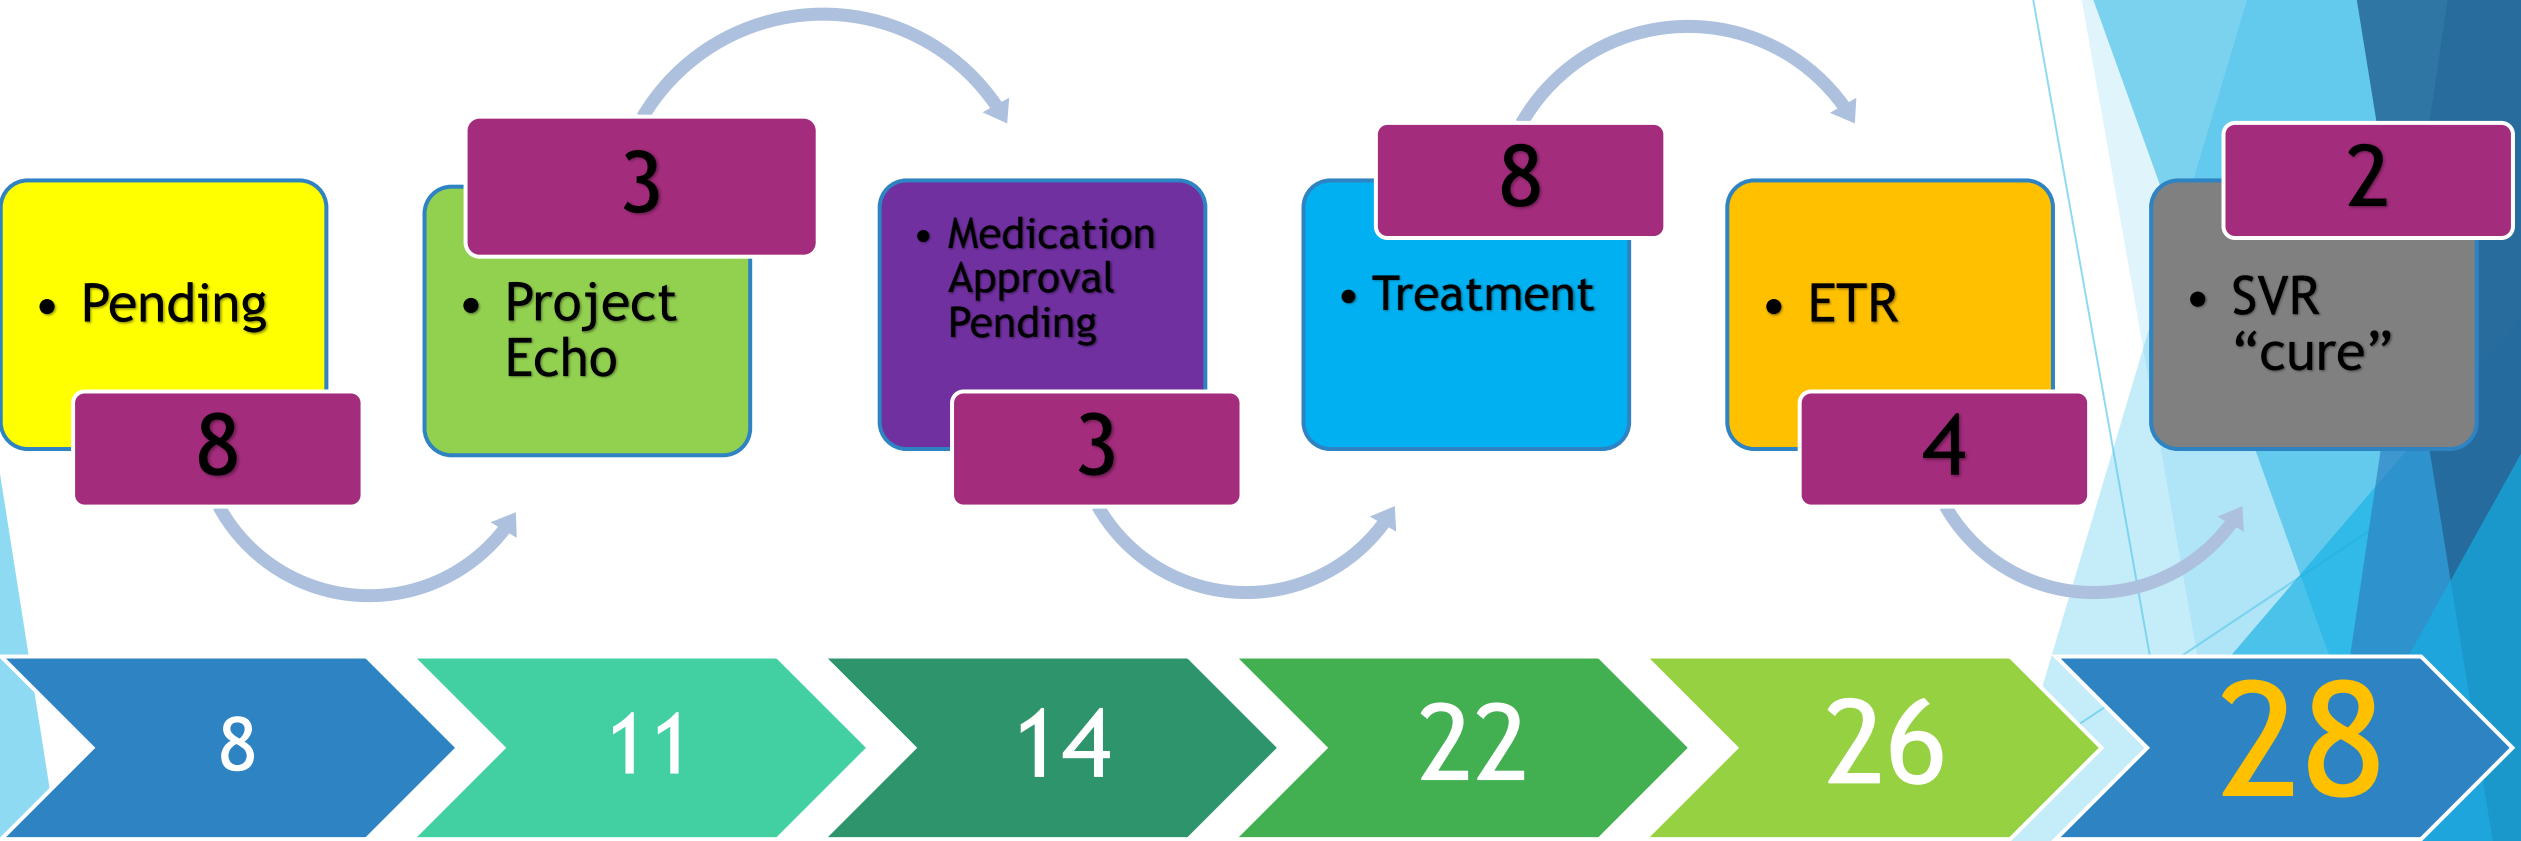 • Pending
8
3
• Project
Echo
• Medication
Approval
Pending
3
8
• Treatment
• ETR
4
2
• SVR
“cure”
8
11
14
22
26
28